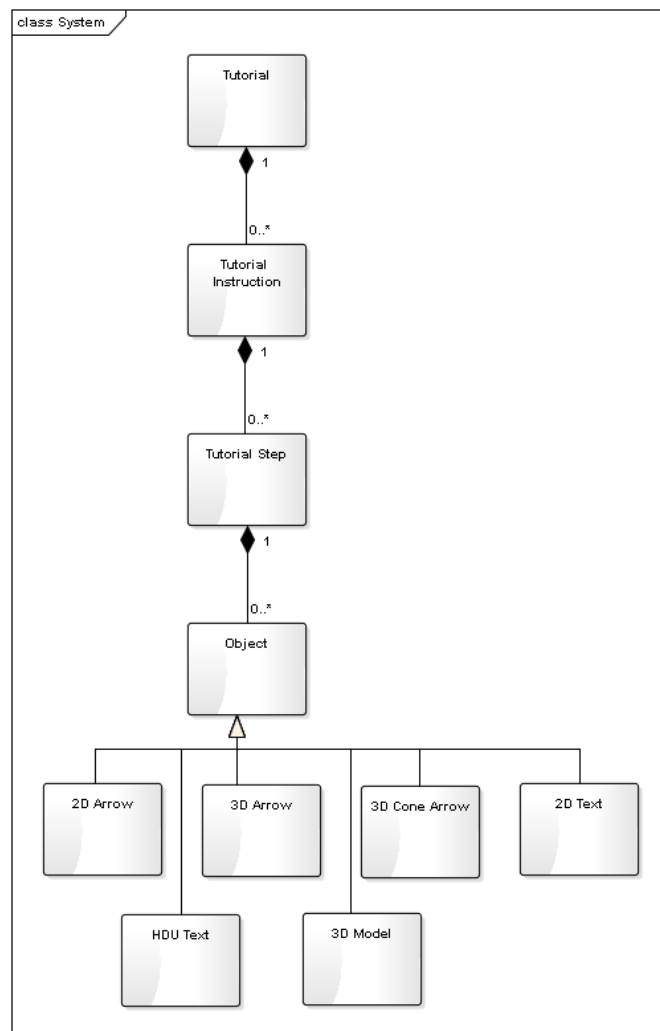 class System
Tutorial
1
0..*
Tutorial
Instruction
1
0..*
Tutorial Step
1
0..*
Object
2D Arrow
3D Arrow
3D Cone Arrow
2D Text
HDU Text
3D Model